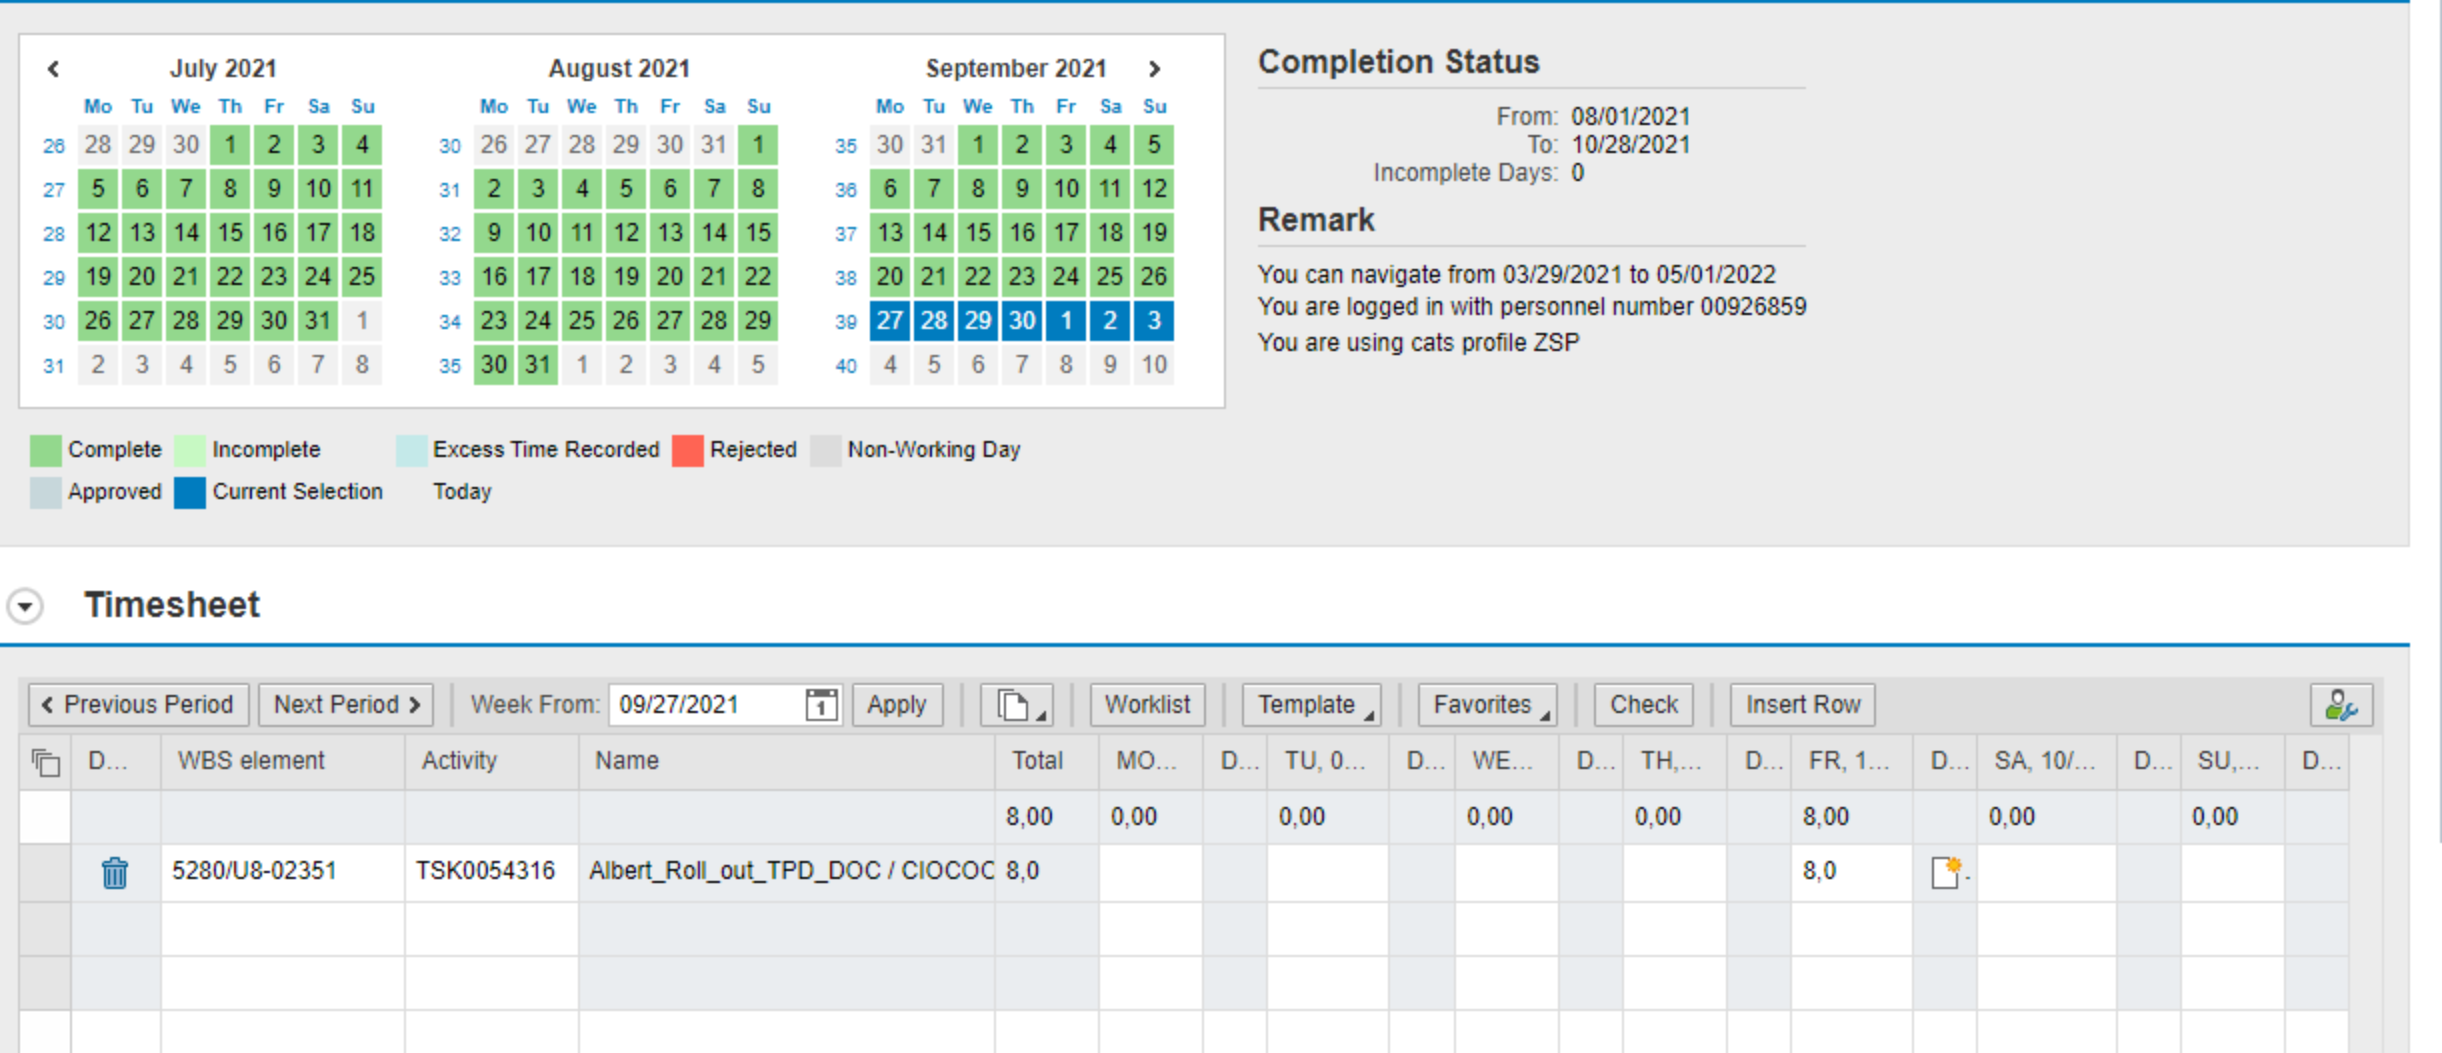 July 2021 August 2021 September 2021
Mo Tu We Th Fr Sa Su Mo Tu We Th Fr Sa Su Mo Tu We Th Fr Sa Su
26 28 29 30 1 2 3 4 30 26 27 28 29 30 31 1 35 30 31 1 2 3 4 5
27 5 6 7 8 9 10 11 31 2 3 4 5 6 7 8 36 6 7 8 9 10 11 12
28 12 13 14 15 16 17 18 32 9 10 11 12 13 14 15 37 13 14 15 16 17 18 19
29 19 20 21 22 23 24 25 33 16 17 18 19 20 21 22 38 20 21 22 23 24 25 26
30 26 27 28 29 30 31 1 34 23 24 25 26 27 28 29 39 27 28 29 30 1 2 3
31 2 3 4 5 6 7 8 35 30 31 1 2 3 4 5 40 4 5 6 7 8 9 10
Complete Incomplete Excess Time Recorded Rejected Non-Working Day
Approved Current Selection Today
Completion Status
From: 08/01/2021
To: 10/28/2021
Incomplete Days: 0
Remark
You can navigate from 03/29/2021 to 05/01/2022
You are logged in with personnel number 00926859
You are using cats profile ZSP
Timesheet
Previous Period Next Period Week From: 09/27/2021 1 Apply Worklist Template Favorites Check Insert Row
D... WBS element Activity Name Total MO... D... TU, 0... D... WE... D... TH,... D... FR, 1... D... SA, 10/... D... SU,... D...
8,00 0,00 0,00 0,00 0,00 8,00 0,00 0,00
5280/U8-02351 TSK0054316 Albert_Roll_out_TPD_DOC / CIOCOC 8,0 8,0 .